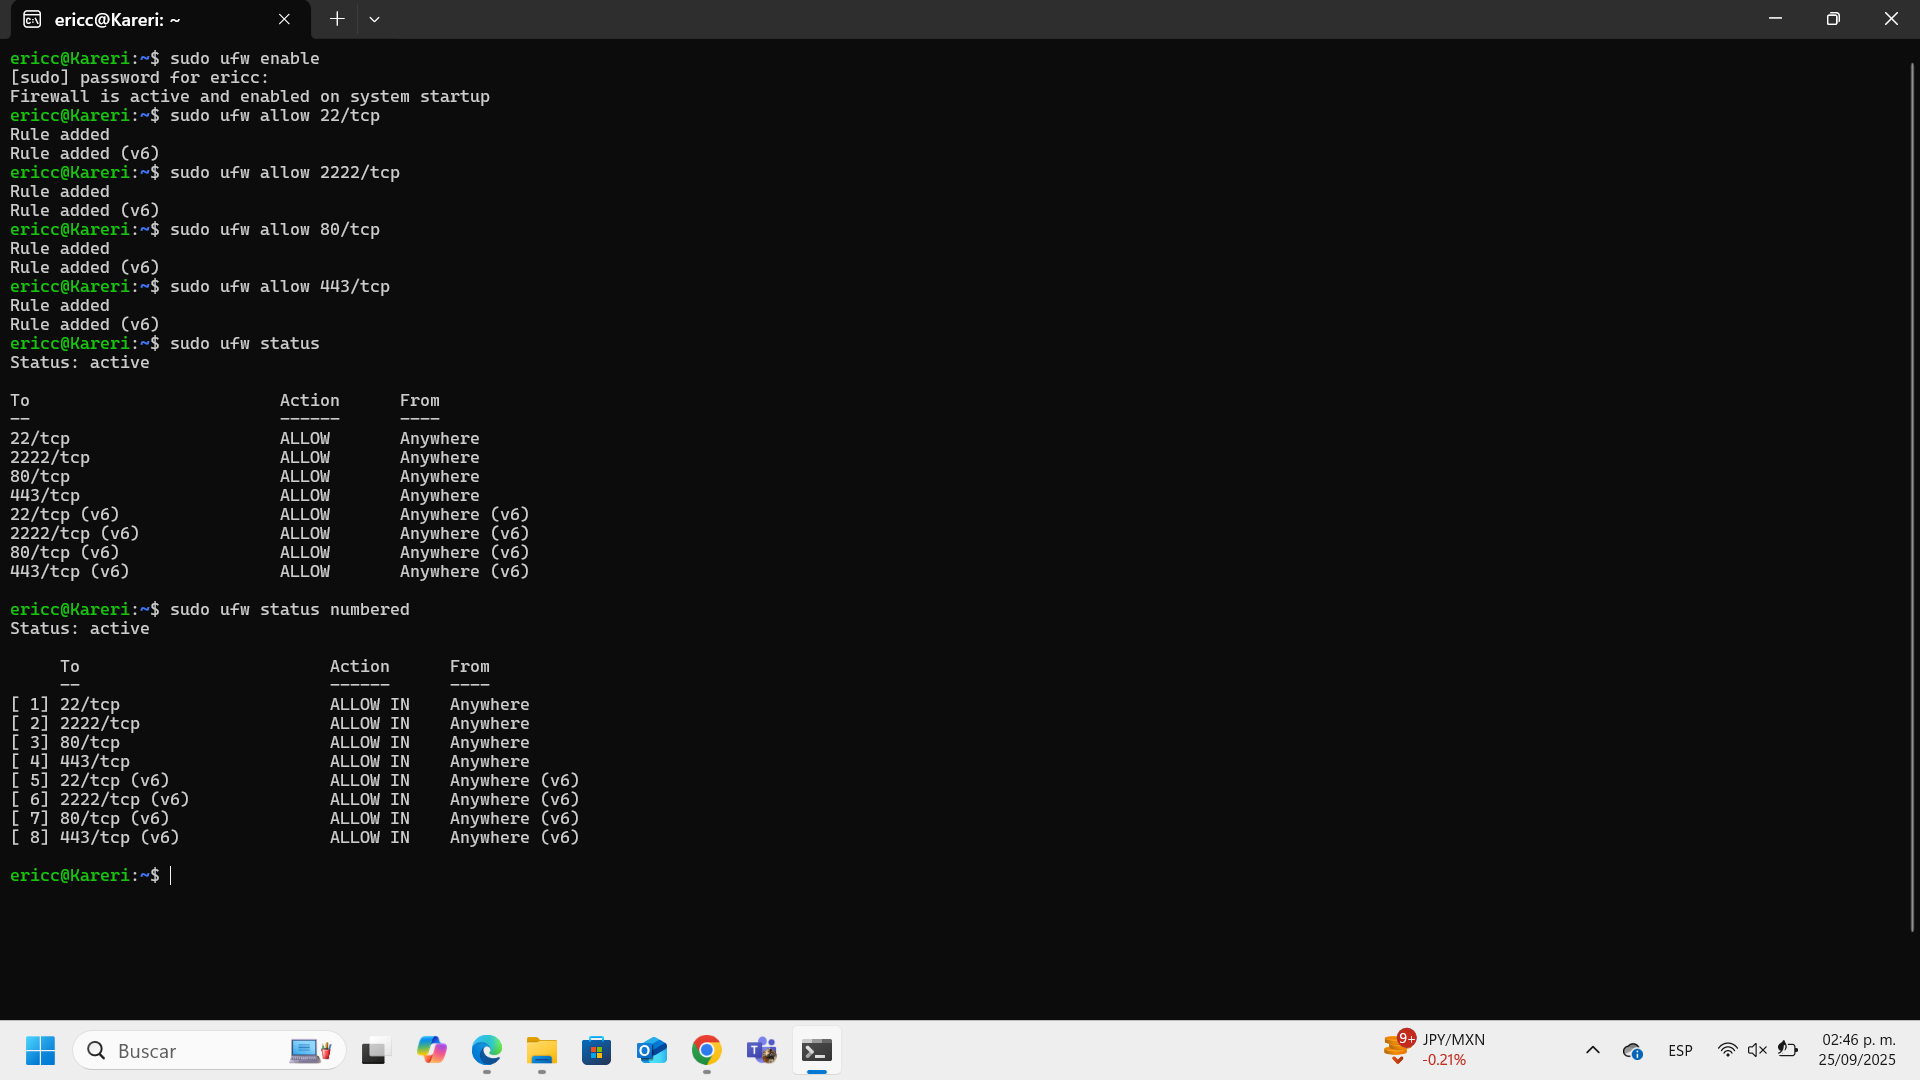 ericc@Kareri: ~
ericc@Kareri:~$ sudo ufw enable
[sudo] password for ericc:
Firewall is active and enabled on system startup
ericc@Kareri:~$ sudo ufw allow 22/tcp
Rule added
Rule added (v6)
ericc@Kareri:~$ sudo ufw allow 2222/tcp
Rule added
Rule added (v6)
ericc@Kareri:~$ sudo ufw allow 80/tcp
Rule added
Rule added (v6)
ericc@Kareri:~$ sudo ufw allow 443/tcp
Rule added
Rule added (v6)
ericc@Kareri:~$ sudo ufw status
Status: active
To Action From
-- ------ ----
22/tcp ALLOW Anywhere
2222/tcp ALLOW Anywhere
80/tcp ALLOW Anywhere
443/tcp ALLOW Anywhere
22/tcp (v6) ALLOW Anywhere (v6)
2222/tcp (v6) ALLOW Anywhere (v6)
80/tcp (v6) ALLOW Anywhere (v6)
443/tcp (v6) ALLOW Anywhere (v6)
ericc@Kareri:~$ sudo ufw status numbered
Status: active
To Action From
-- ------ ----
[ 1] 22/tcp ALLOW IN Anywhere
[ 2] 2222/tcp ALLOW IN Anywhere
[ 3] 80/tcp ALLOW IN Anywhere
[ 4] 443/tcp ALLOW IN Anywhere
[ 5] 22/tcp (v6) ALLOW IN Anywhere (v6)
[ 6] 2222/tcp (v6) ALLOW IN Anywhere (v6)
[ 7] 80/tcp (v6) ALLOW IN Anywhere (v6)
[ 8] 443/tcp (v6) ALLOW IN Anywhere (v6)
ericc@Kareri:~$
Buscar
9+
JPY/MXN
-0.21%
ESP
02:46 p. m.
25/09/2025